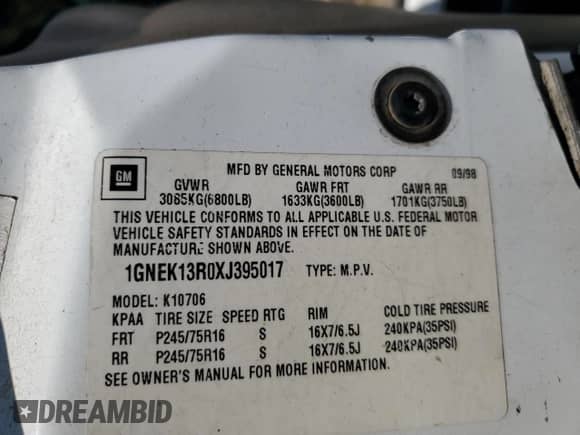 GM
MFD BY GENERAL MOTORS CORP 09/98
GVWR GAWR FRT GAWR RR
3085KG(6800LB) 1633KG(3600LB) 1701KG(3750LB)
THIS VEHICLE CONFORMS TO ALL APPLICABLE U.S. FEDERAL MOTOR
VEHICLE SAFETY STANDARDS IN EFFECT ON THE DATE OF
MANUFACTURE SHOWN ABOVE.
1GNEK13R0XJ395017 TYPE: M.P.V.
MODEL: K10706
KPAA TIRE SIZE SPEED RTG RIM COLD TIRE PRESSURE
FRT P245/75R16 S 16X7/6.5J 240KPA(35PSI)
RR P245/75R16 S 16X7/6.5J 240KPA(35PSI)
SEE OWNER'S MANUAL FOR MORE INFORMATION.
DREAMBID